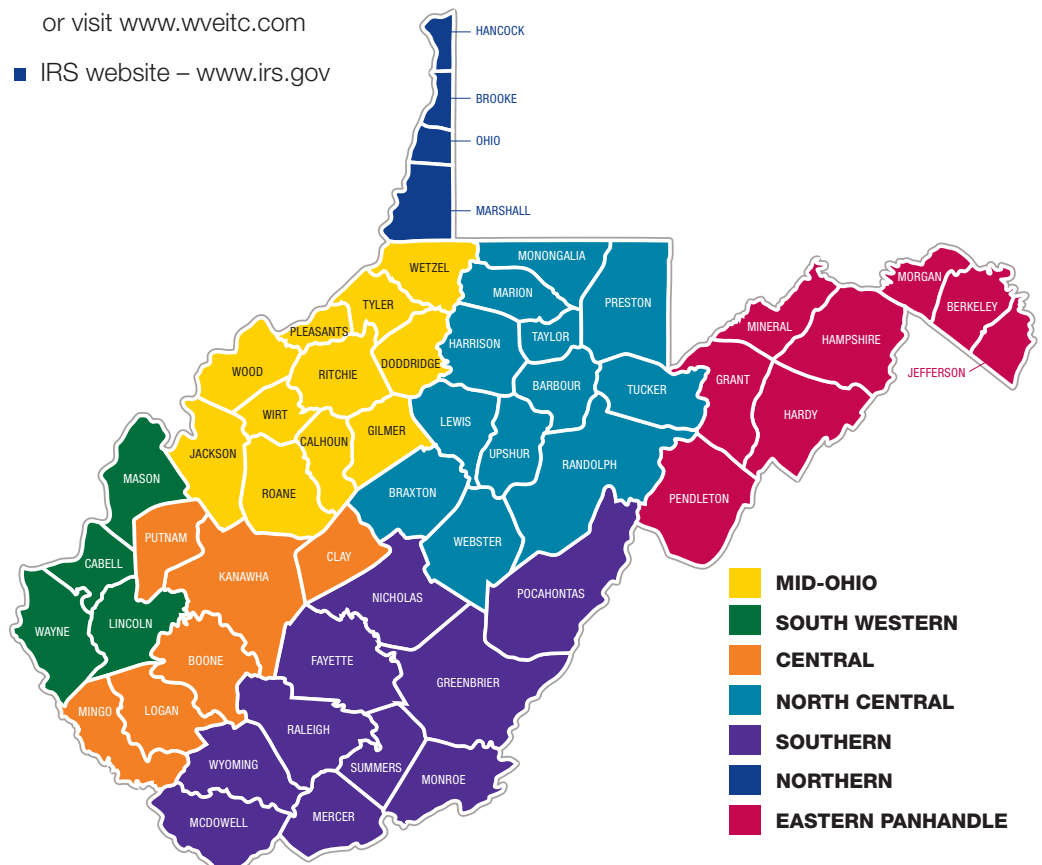 or visit www.wveitc.com
■ IRS website – www.irs.gov
HANCOCK
BROOKE
OHIO
MARSHALL
WETZEL
MONONGALIA
MARION
PRESTON
TYLER
PLEASANTS
HARRISON
TAYLOR
DODDRIDGE
WOOD
RITCHIE
BARBOUR
TUCKER
WIRT
CALHOUN
GILMER
LEWIS
JACKSON
ROANE
UPSHUR
RANDOLPH
BRAXTON
WEBSTER
MORGAN
BERKELEY
MINERAL
HAMPSHIRE
JEFFERSON
GRANT
HARDY
PENDLETON
MASON
PUTNAM
CABELL
KANAWHA
CLAY
WAYNE
LINCOLN
NICHOLAS
POCAHONTAS
BOONE
FAYETTE
GREENBRIER
MINGO
LOGAN
RALEIGH
WYOMING
SUMMERS
MONROE
MCDOWELL
MERCER
MID-OHIO
SOUTH WESTERN
CENTRAL
NORTH CENTRAL
SOUTHERN
NORTHERN
EASTERN PANHANDLE